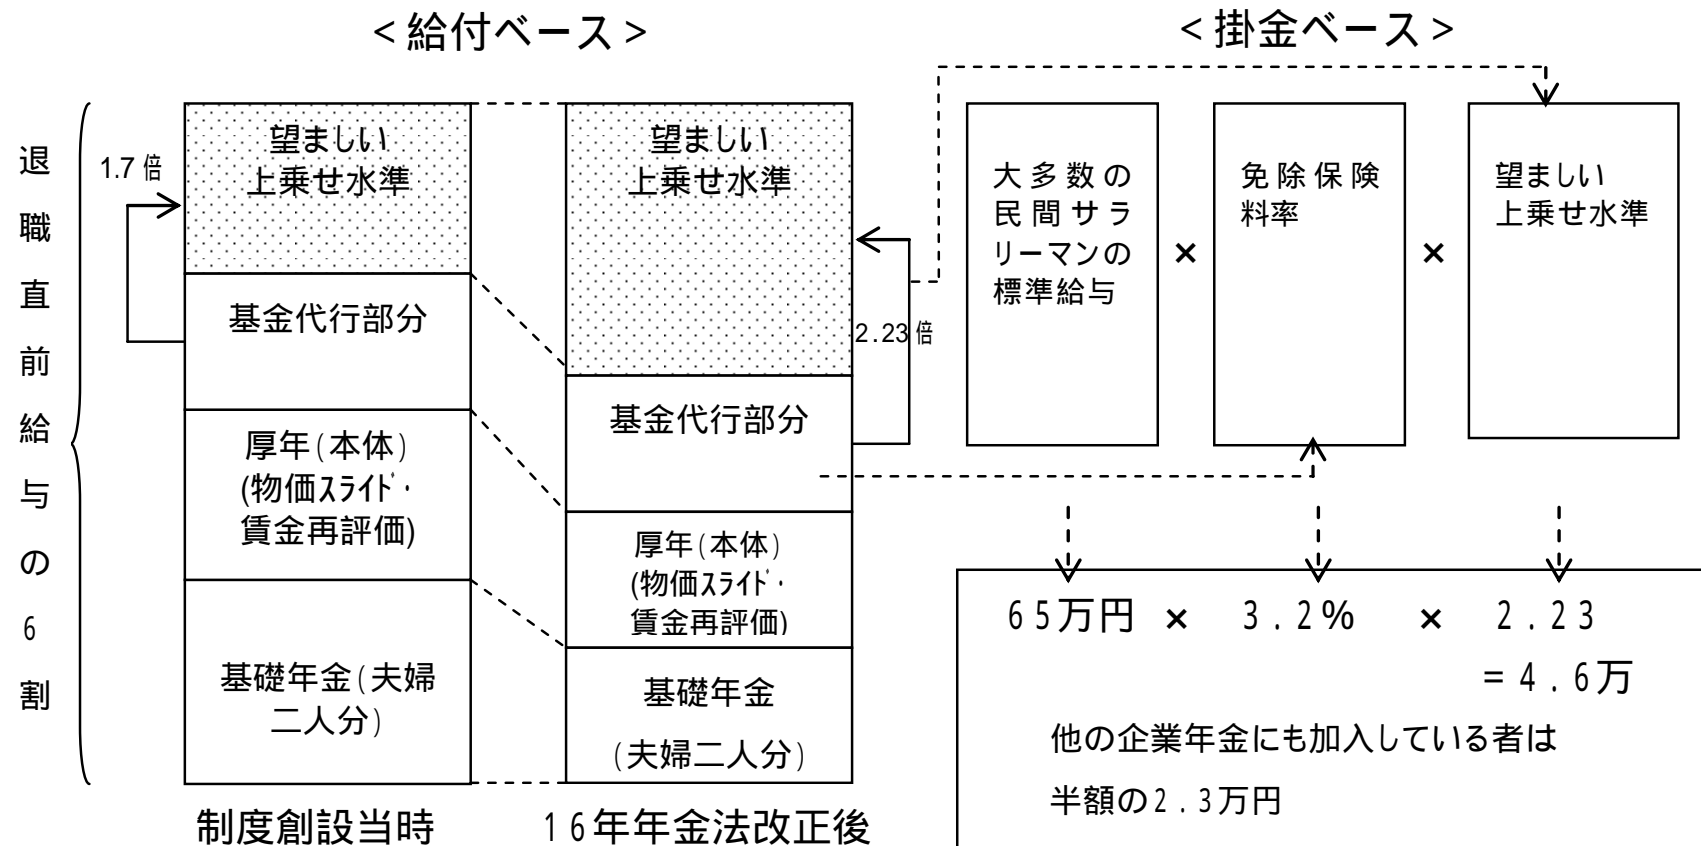 <給付ベース>
<掛金ベース>
退職直前給与の6割
1.7 倍
望ましい
上乗せ水準
基金代行部分
厚年(本体)
(物価スライド・
賃金再評価)
基礎年金(夫婦
二人分)
制度創設当時
望ましい
上乗せ水準
2.23 倍
基金代行部分
厚年(本体)
(物価スライド・
賃金再評価)
基礎年金
(夫婦二人分)
16年年金法改正後
大多数の
民間サラ
リーマンの
標準給与
×
免除保険
料率
×
望ましい
上乗せ水準
65万円 × 3.2% × 2.23
=4.6万
他の企業年金にも加入している者は
半額の2.3万円